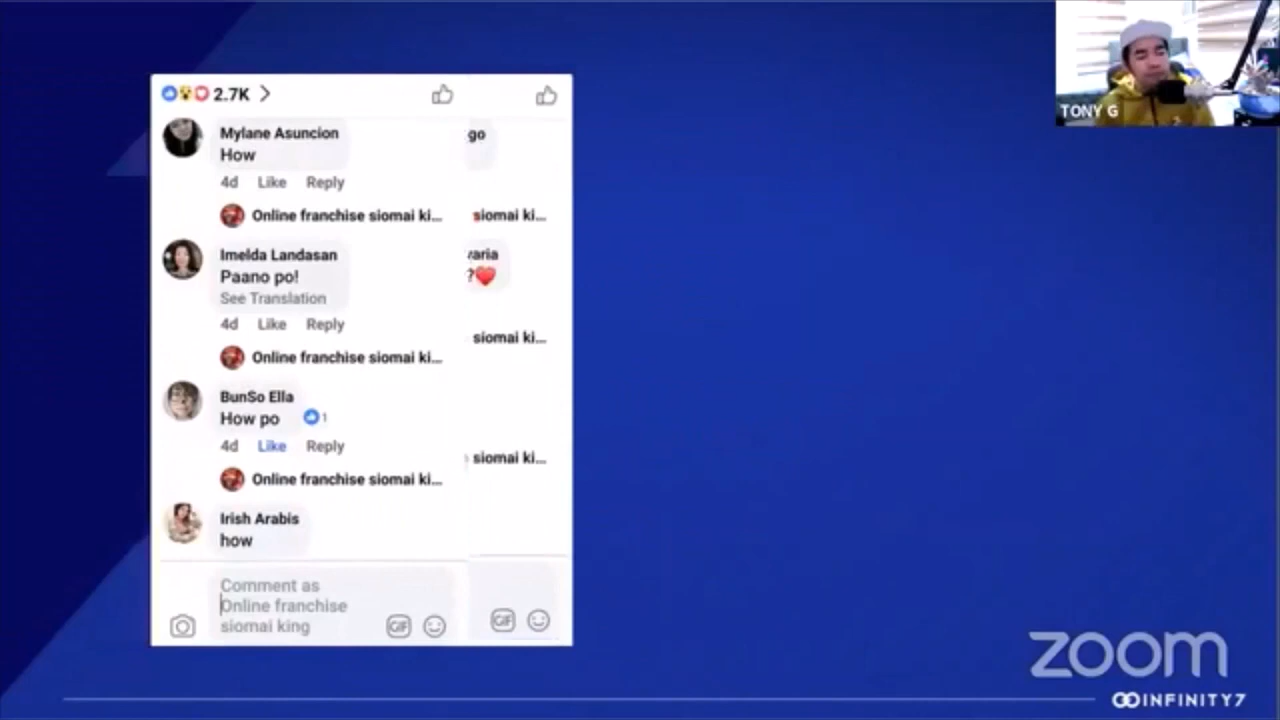 TONY G
2.7K
Mylane Asuncion
go
How
4d Like Reply
Online franchise siomai ki...
siomai ki...
Imelda Landasan
varia
Paano po!
?
See Translation
4d Like Reply
siomai ki...
Online franchise siomai ki...
BunSo Ella
How po 1
4d Like Reply
siomai ki...
Online franchise siomai ki...
Irish Arabis
how
Comment as
Online franchise
siomai king
GIF
GIF
zoom
INFINITY7